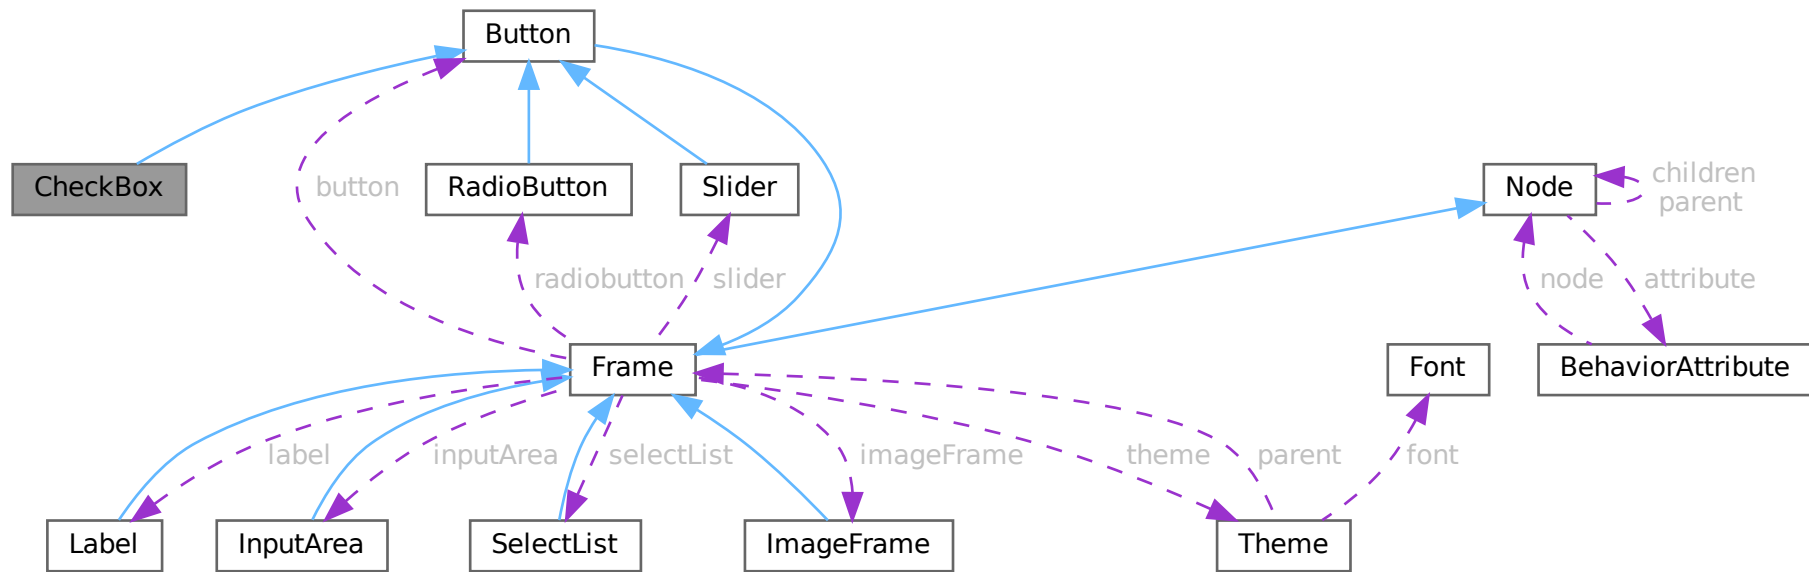 Button
CheckBox
button
RadioButton
Slider
Node
children
parent
radiobutton
slider
node
attribute
Frame
Font
BehaviorAttribute
label
inputArea
selectList
imageFrame
theme
parent
font
Label
InputArea
SelectList
ImageFrame
Theme